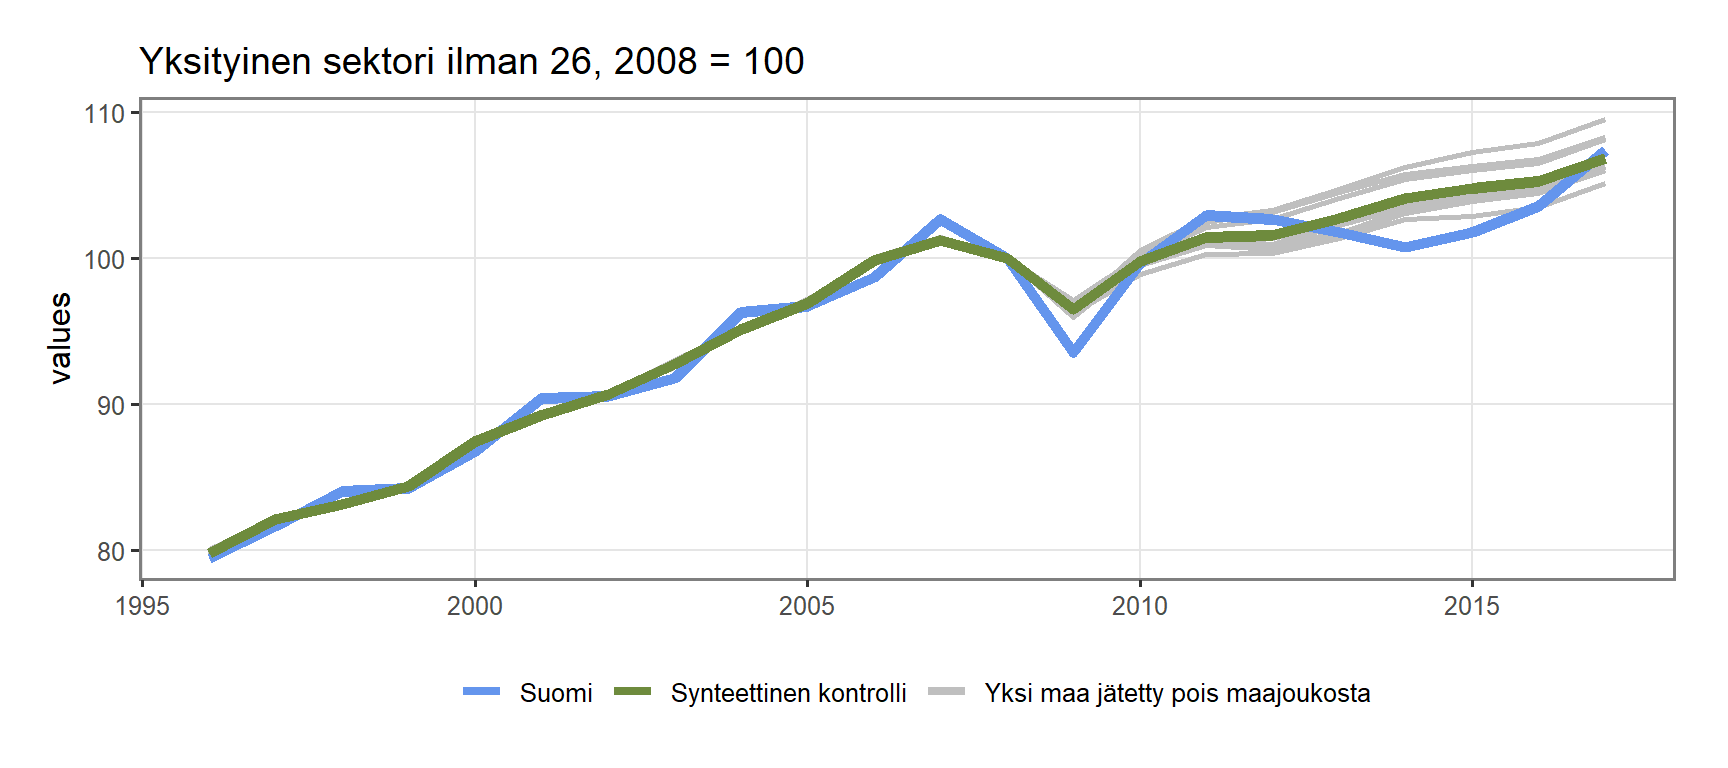 Yksityinen sektori ilman 26, 2008 = 100
110
100
90
80
values
1995 2000 2005 2010 2015
Suomi Synteettinen kontrolli Yksi maa jätetty pois maajoukosta